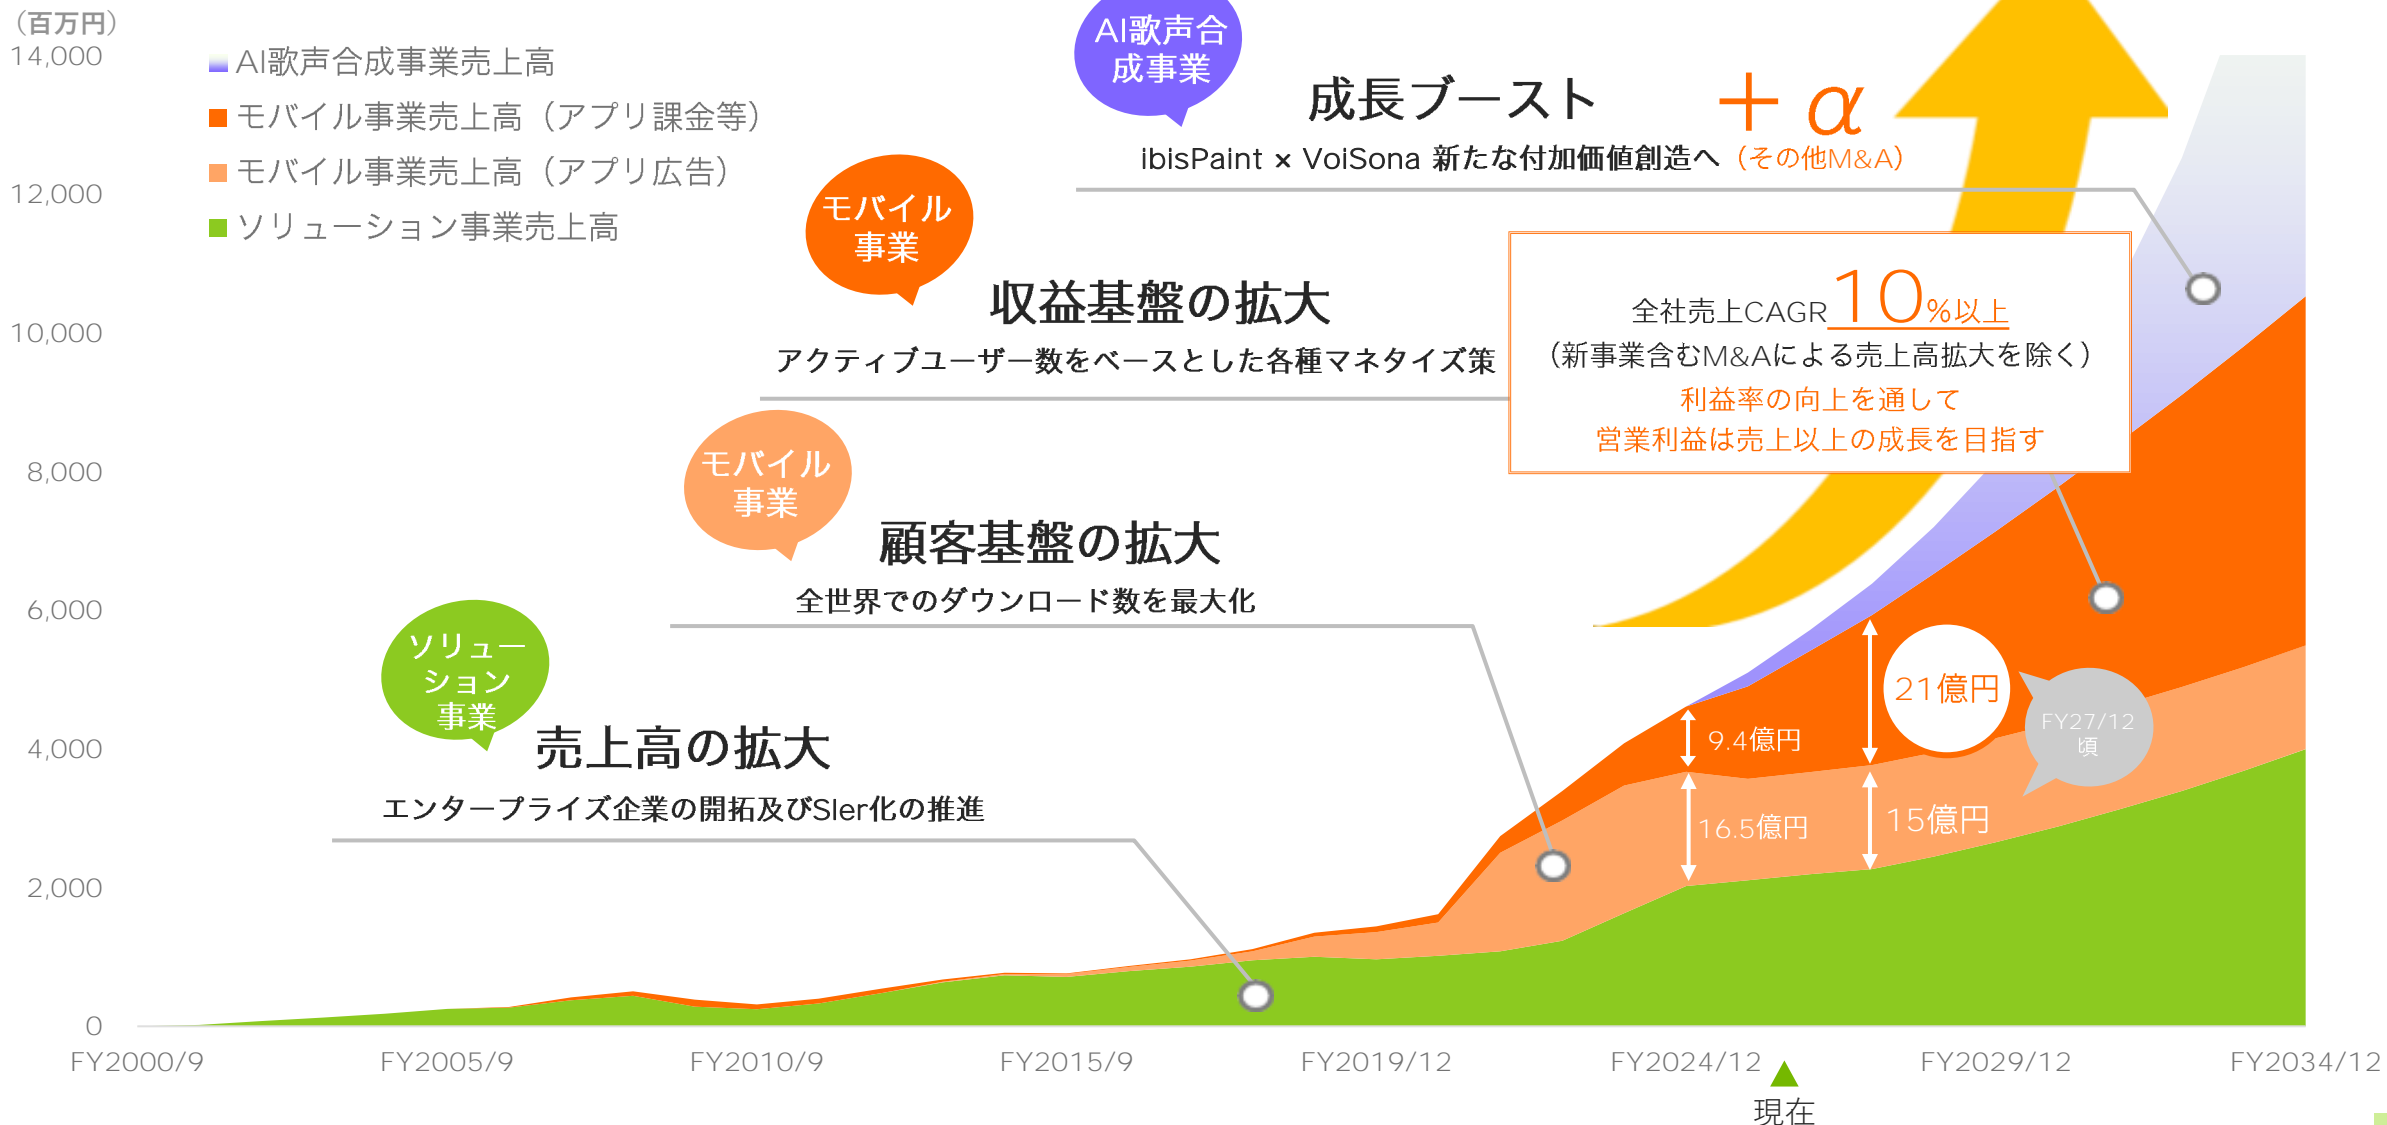 （百万円）
14,000
12,000
10,000
8,000
6,000
4,000
2,000
0
AI歌声合成事業売上高
モバイル事業売上高（アプリ課金等）
モバイル事業売上高（アプリ広告）
ソリューション事業売上高
AI歌声合
成事業
成長ブースト
＋α
ibisPaint × VoiSona 新たな付加価値創造へ（その他M&A）
モバイル
事業
収益基盤の拡大
アクティブユーザー数をベースとした各種マネタイズ策
全社売上CAGR10%以上
（新事業含むM&Aによる売上高拡大を除く）
利益率の向上を通して
営業利益は売上以上の成長を目指す
モバイル
事業
顧客基盤の拡大
全世界でのダウンロード数を最大化
ソリュー
ション
事業
売上高の拡大
エンタープライズ企業の開拓及びSIer化の推進
9.4億円
16.5億円
21億円
15億円
FY27/12
頃
FY2000/9
FY2005/9
FY2010/9
FY2015/9
FY2019/12
FY2024/12
FY2029/12
FY2034/12
現在